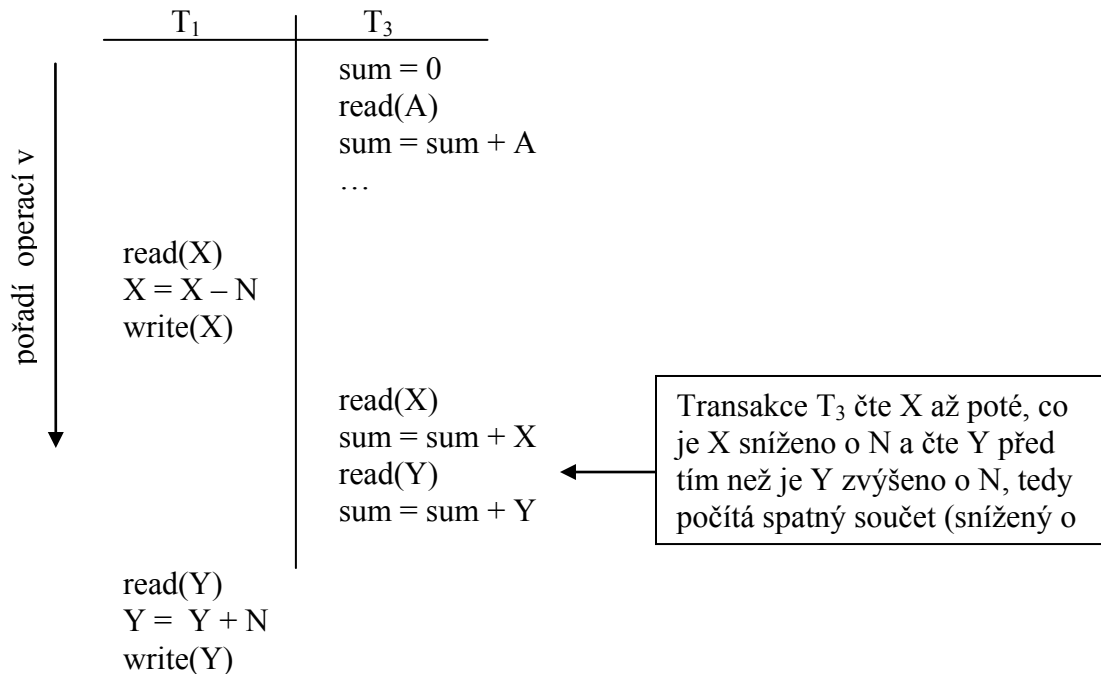 T₁ T₃
sum = 0
read(A)
sum = sum + A
…
pořadí operací v
read(X)
X = X – N
write(X)
read(X)
sum = sum + X
read(Y)
sum = sum + Y
Transakce T₃ čte X až poté, co
je X sníženo o N a čte Y před
tím než je Y zvýšeno o N, tedy
počítá spatný součet (snížený o
read(Y)
Y = Y + N
write(Y)